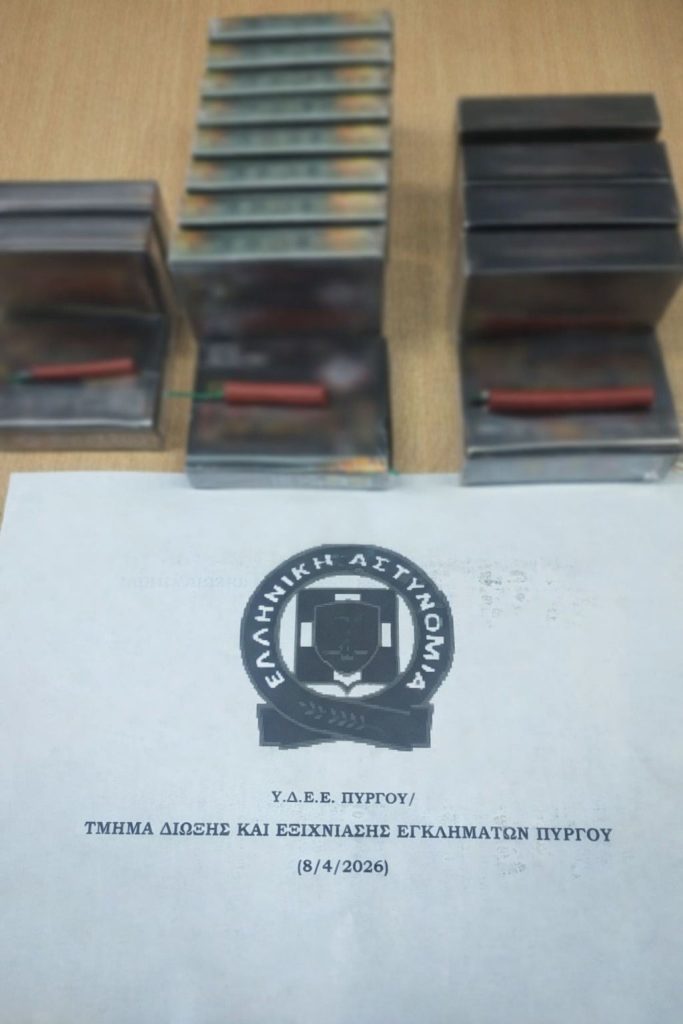 ΕΛΛΗΝΙΚΗ ΑΣΤΥΝΟΜΙΑ
Υ.Δ.Ε.Ε. ΠΥΡΓΟΥ/
ΤΜΗΜΑ ΔΙΩΞΗΣ ΚΑΙ ΕΞΙΧΝΙΑΣΗΣ ΕΓΚΛΗΜΑΤΩΝ ΠΥΡΓΟΥ
(8/4/2026)